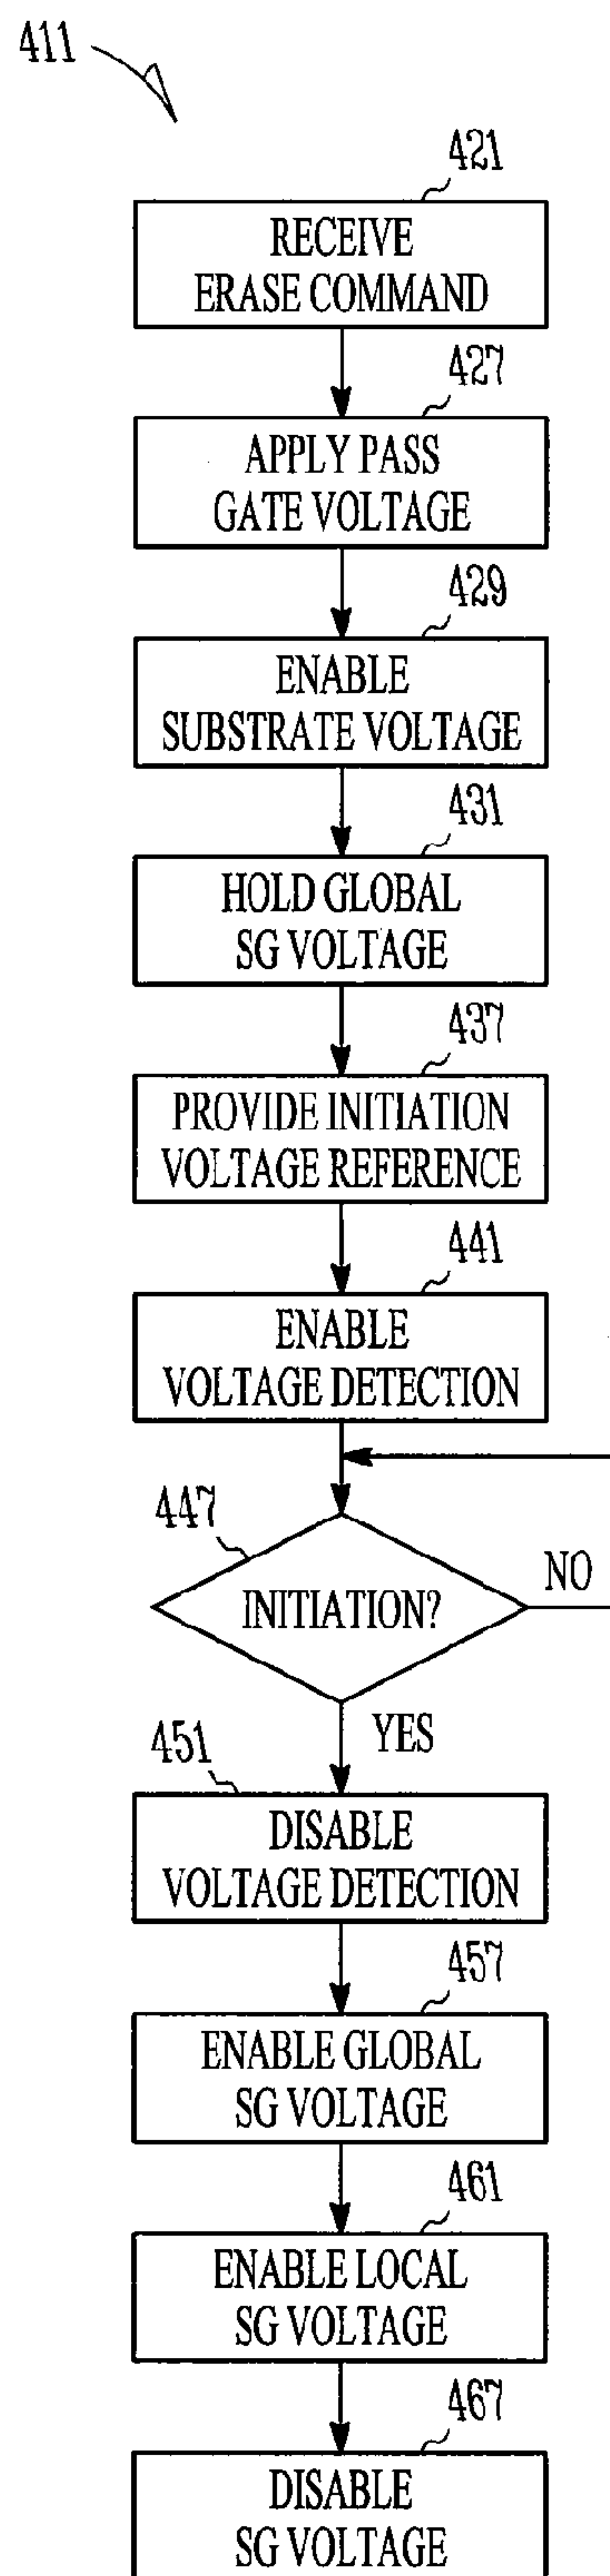 411
421
RECEIVE
ERASE COMMAND
427
APPLY PASS
GATE VOLTAGE
429
ENABLE
SUBSTRATE VOLTAGE
431
HOLD GLOBAL
SG VOLTAGE
437
PROVIDE INITIATION
VOLTAGE REFERENCE
441
ENABLE
VOLTAGE DETECTION
447
INITIATION?
NO
YES
451
DISABLE
VOLTAGE DETECTION
457
ENABLE GLOBAL
SG VOLTAGE
461
ENABLE LOCAL
SG VOLTAGE
467
DISABLE
SG VOLTAGE